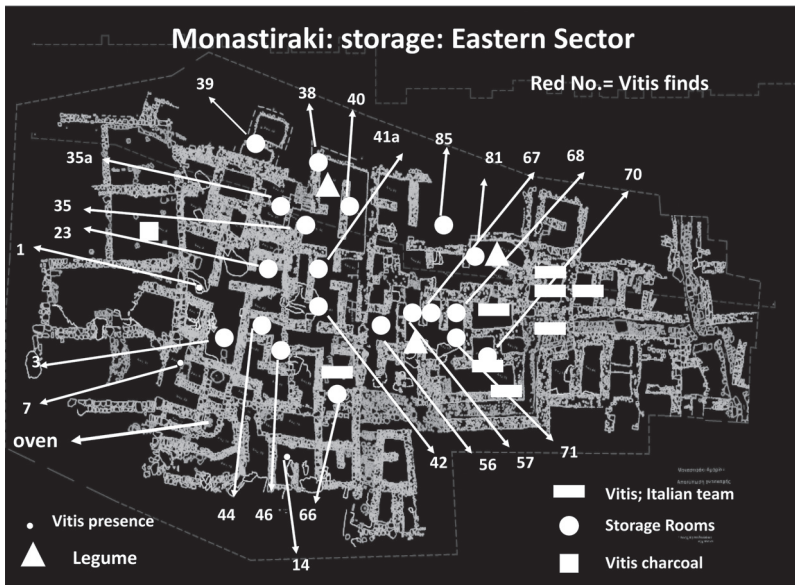 Monastiraki: storage: Eastern Sector
Red No.= Vitis finds
39
38
40
41a
85
81
67
68
70
35a
35
23
1
3
7
oven
44
46
66
14
42
56
57
71
Vitis presence
Legume
Vitis; Italian team
Storage Rooms
Vitis charcoal